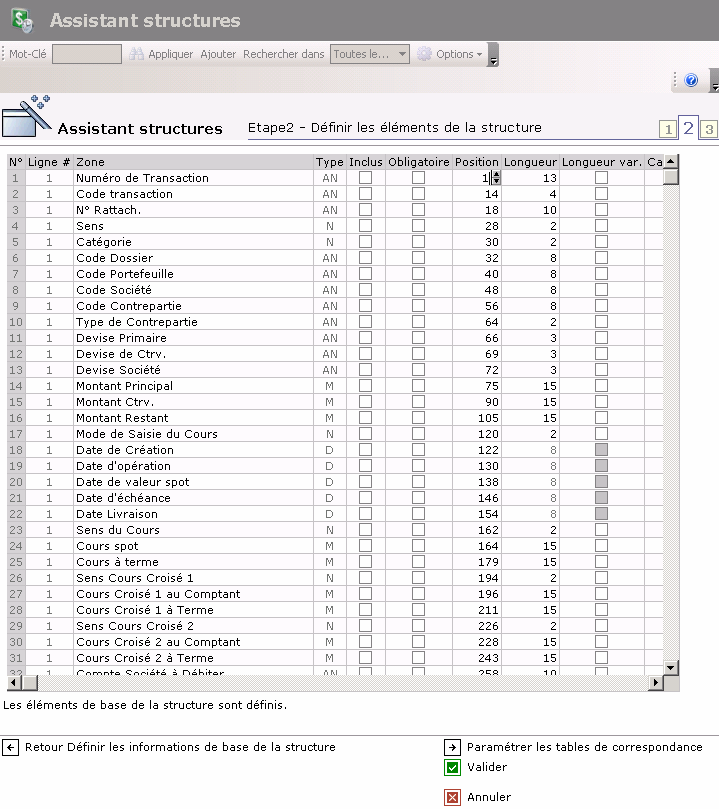 Assistant structures
Mot-Clé Appliquer Ajouter Rechercher dans Toutes le... Options
Assistant structures Etape2 - Définir les éléments de la structure 1 2 3
N° Ligne # Zone Type Inclus Obligatoire Position Longueur Longueur var. Ca
1 1 Numéro de Transaction AN 1 13
2 1 Code transaction AN 14 4
3 1 N° Rattach. AN 18 10
4 1 Sens N 28 2
5 1 Catégorie N 30 2
6 1 Code Dossier AN 32 8
7 1 Code Portefeuille AN 40 8
8 1 Code Société AN 48 8
9 1 Code Contrepartie AN 56 8
10 1 Type de Contrepartie AN 64 2
11 1 Devise Primaire AN 66 3
12 1 Devise de Ctrv. AN 69 3
13 1 Devise Société AN 72 3
14 1 Montant Principal M 75 15
15 1 Montant Ctrv. M 90 15
16 1 Montant Restant M 105 15
17 1 Mode de Saisie du Cours N 120 2
18 1 Date de Création D 122 8
19 1 Date d'opération D 130 8
20 1 Date de valeur spot D 138 8
21 1 Date d'échéance D 146 8
22 1 Date Livraison D 154 8
23 1 Sens du Cours N 162 2
24 1 Cours spot M 164 15
25 1 Cours à terme M 179 15
26 1 Sens Cours Croisé 1 N 194 2
27 1 Cours Croisé 1 au Comptant M 196 15
28 1 Cours Croisé 1 à Terme M 211 15
29 1 Sens Cours Croisé 2 N 226 2
30 1 Cours Croisé 2 au Comptant M 228 15
31 1 Cours Croisé 2 à Terme M 243 15
32 1 Compte Société à Débiter AN 258 10
Les éléments de base de la structure sont définis.
Retour Définir les informations de base de la structure Paramétrer les tables de correspondance
Valider
Annuler